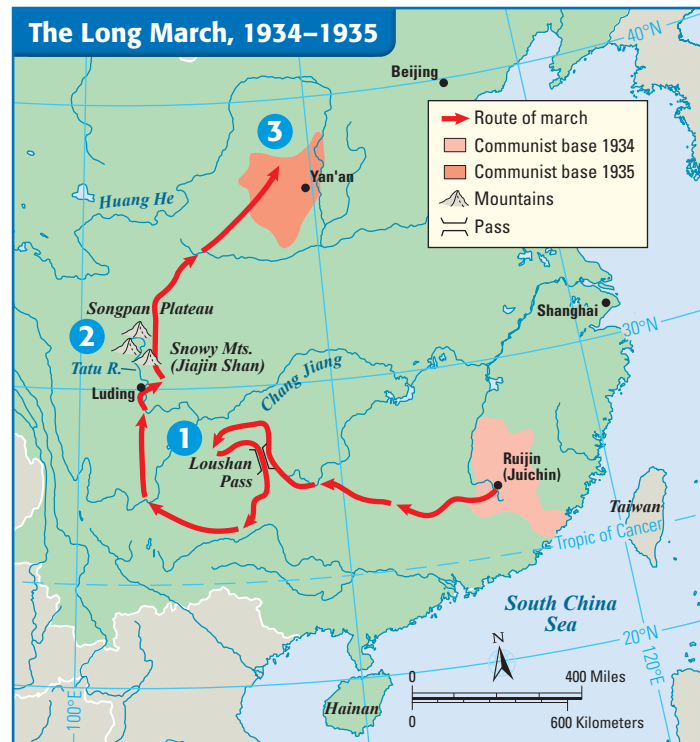 The Long March, 1934–1935
40°N
Beijing
Route of march
Communist base 1934
Communist base 1935
Mountains
Pass
3
Yan'an
Huang He
Songpan Plateau
2
Snowy Mts.
(Jiajin Shan)
Tatu R.
Luding
Shanghai
30°N
Chang Jiang
1
Loushan
Pass
Ruijin
(Juichin)
Taiwan
Tropic of Cancer
South China
Sea
20°N
120°E
100°E
N
0
400 Miles
0
600 Kilometers
Hainan